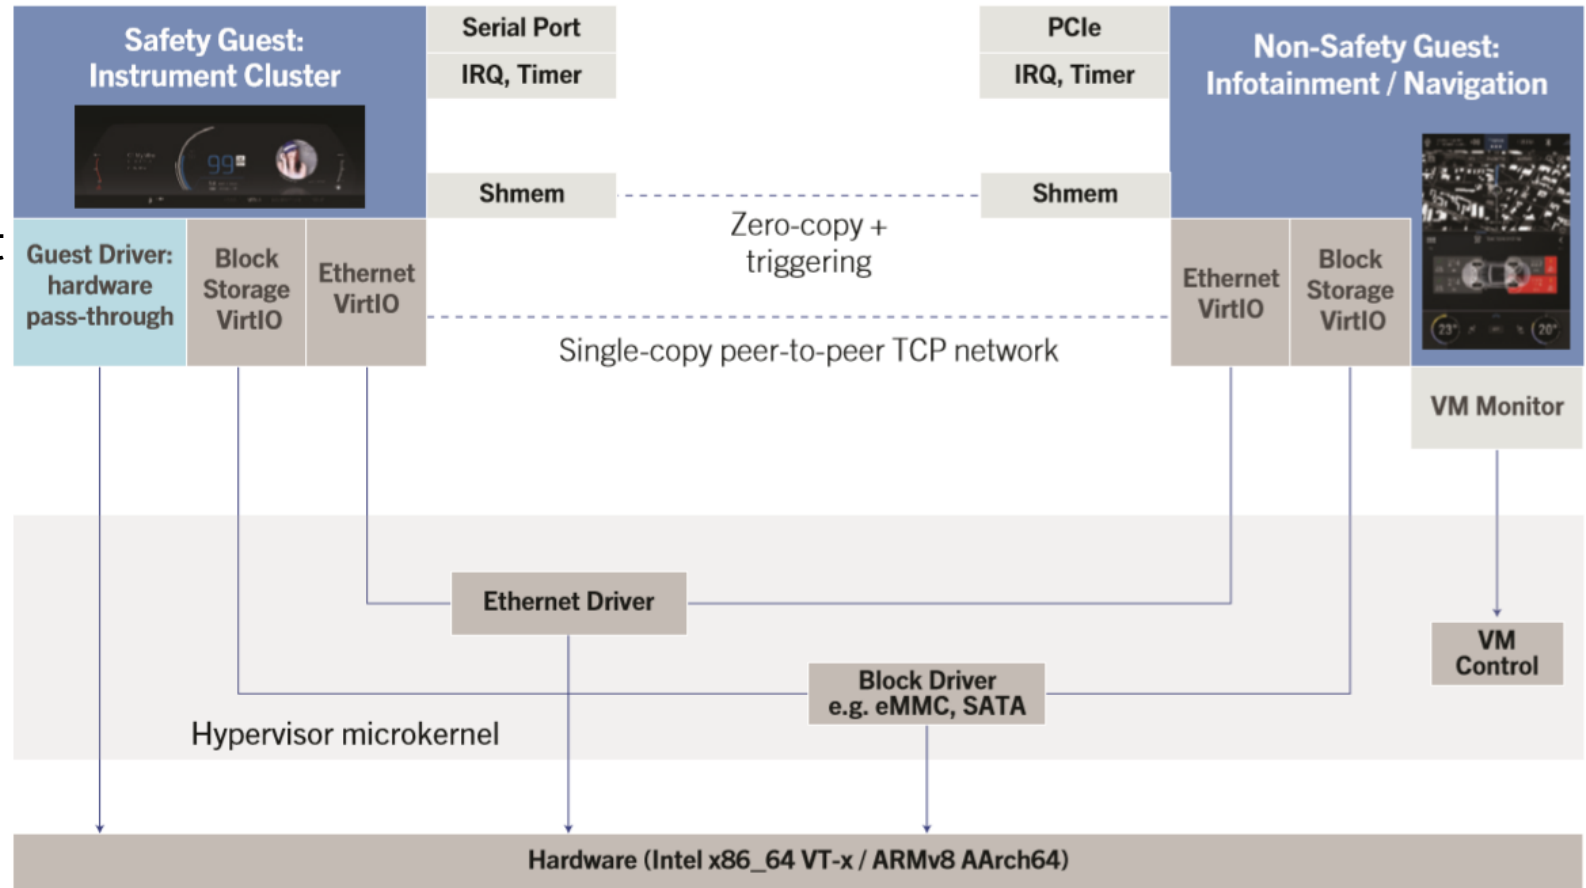 Safety Guest:
Instrument Cluster
99
Serial Port
IRQ, Timer
Shmem
Guest Driver:
hardware
pass-through
Block
Storage
VirtIO
Ethernet
VirtIO
Zero-copy +
triggering
Single-copy peer-to-peer TCP network
PCIe
IRQ, Timer
Shmem
Non-Safety Guest:
Infotainment / Navigation
Ethernet
VirtIO
Block
Storage
VirtIO
23°
20°
VM Monitor
Ethernet Driver
Block Driver
e.g. eMMC, SATA
VM
Control
Hypervisor microkernel
Hardware (Intel x86_64 VT-x / ARMv8 AArch64)